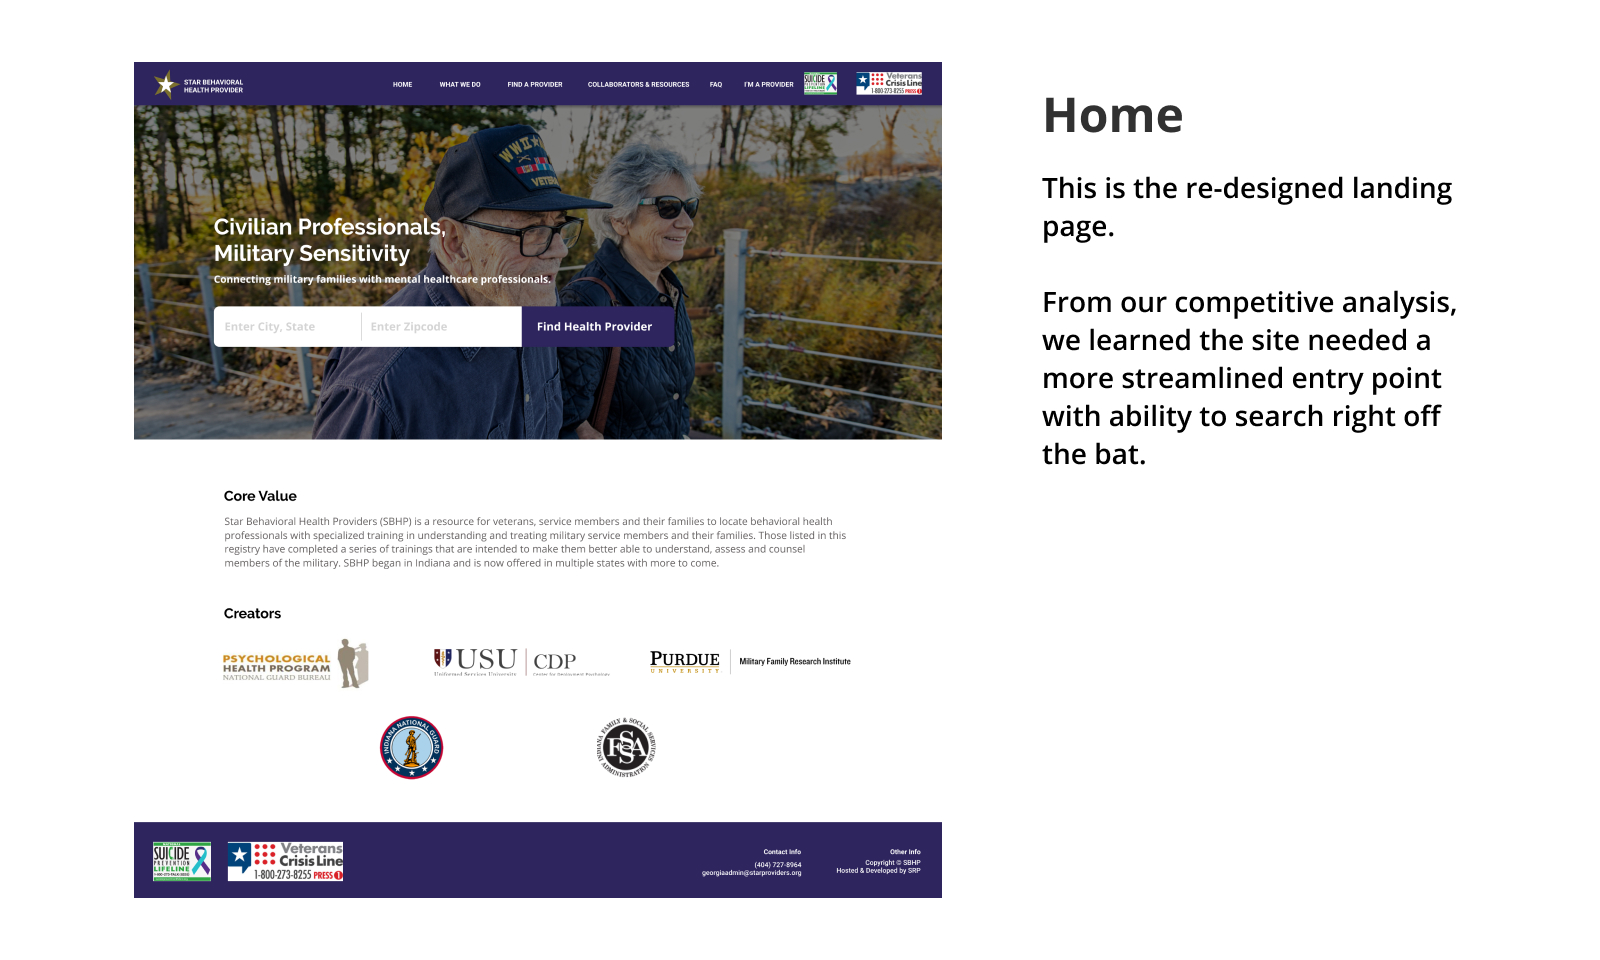 STAR BEHAVIORAL
HEALTH PROVIDER
HOME
WHAT WE DO
FIND A PROVIDER
COLLABORATORS & RESOURCES
FAQ
I'M A PROVIDER
SUICIDE
LIFELINE
Veterans
Crisis Line
1-800-273-8255 PRESS 1
WWII
VETERAN
Civilian Professionals,
Military Sensitivity
Connecting military families with mental healthcare professionals.
Enter City, State
Enter Zipcode
Find Health Provider
Core Value
Star Behavioral Health Providers (SBHP) is a resource for veterans, service members and their families to locate behavioral health
professionals with specialized training in understanding and treating military service members and their families. Those listed in this
registry have completed a series of trainings that are intended to make them better able to understand, assess and counsel
members of the military. SBHP began in Indiana and is now offered in multiple states with more to come.
Creators
PSYCHOLOGICAL
HEALTH PROGRAM
NATIONAL GUARD BUREAU
USU
Uniformed Services University
CDP
Center for Deployment Psychology
PURDUE
UNIVERSITY
Military Family Research Institute
INDIANA NATIONAL GUARD
INDIANA FAMILY & SOCIAL SERVICES ADMINISTRATION
FSSA
SUICIDE
PREVENTION
LIFELINE
Veterans
Crisis Line
1-800-273-8255 PRESS 1
Contact Info
(404) 727-8964
georgiaadmin@starproviders.org
Other Info
Copyright © SBHP
Hosted & Developed by SRP
Home
This is the re-designed landing
page.
From our competitive analysis,
we learned the site needed a
more streamlined entry point
with ability to search right off
the bat.